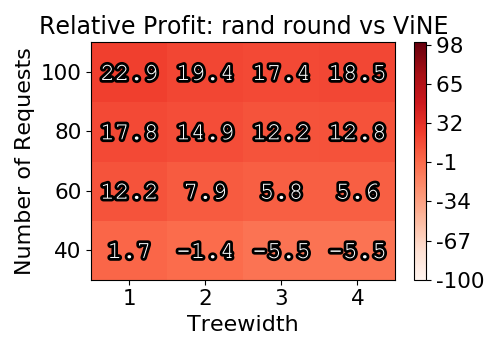 Relative Profit: rand round vs ViNE
Number of Requests
100 22.9 19.4 17.4 18.5
80 17.8 14.9 12.2 12.8
60 12.2 7.9 5.8 5.6
40 1.7 −1.4 −5.5 −5.5
1 2 3 4
Treewidth
98
65
32
-1
-34
-67
-100